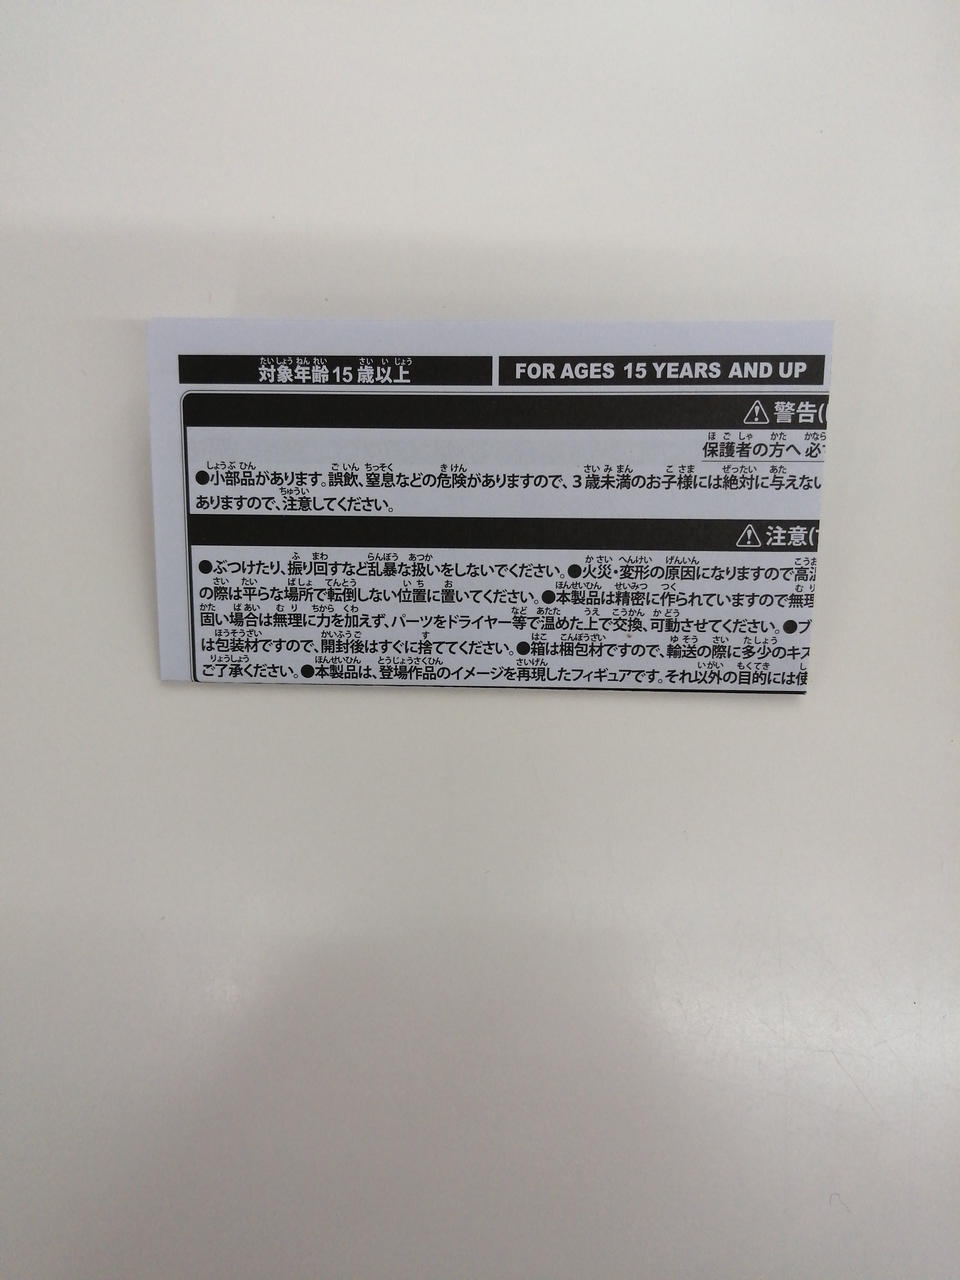 対象年齢15歳以上
FOR AGES 15 YEARS AND UP
警告(
保護者の方へ 必
●小部品があります。誤飲、窒息などの危険がありますので、3歳未満のお子様には絶対に与えない
ありますので、注意してください。
注意(
●ぶつけたり、振り回すなど乱暴な扱いをしないでください。●火災・変形の原因になりますので高
の際は平らな場所で転倒しない位置に置いてください。●本製品は精密に作られていますので無理
固い場合は無理に力を加えず、パーツをドライヤー等で温めた上で交換、可動させてください。●ブ
は包装材ですので、開封後はすぐに捨ててください。●箱は梱包材ですので、輸送の際に多少のキズ
ご了承ください。●本製品は、登場作品のイメージを再現したフィギュアです。それ以外の目的には使